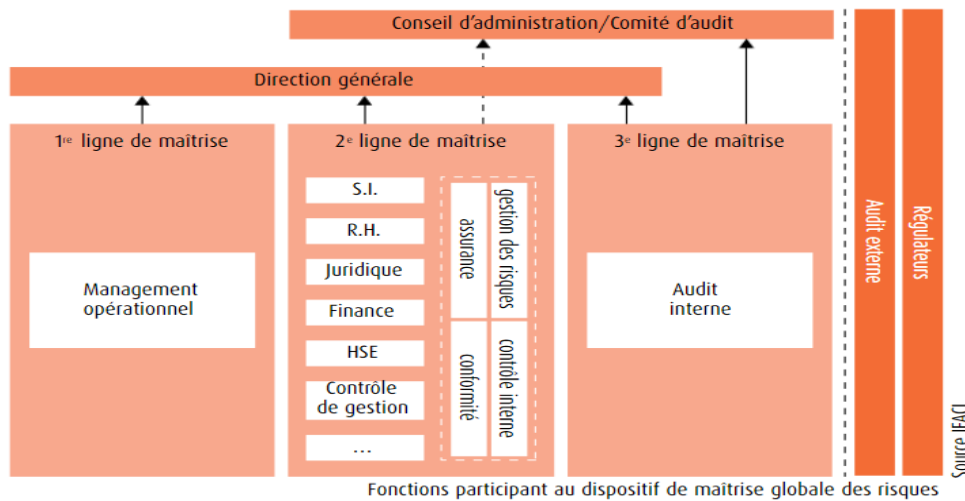 Conseil d'administration/Comité d'audit
Direction générale
1re ligne de maîtrise
2e ligne de maîtrise
3e ligne de maîtrise
S.I.
R.H.
Juridique
Finance
HSE
Contrôle
de gestion
...
assurance
gestion des risques
conformité
contrôle interne
Management
opérationnel
Audit
interne
Audit externe
Régulateurs
Source IFACI
Fonctions participant au dispositif de maîtrise globale des risques